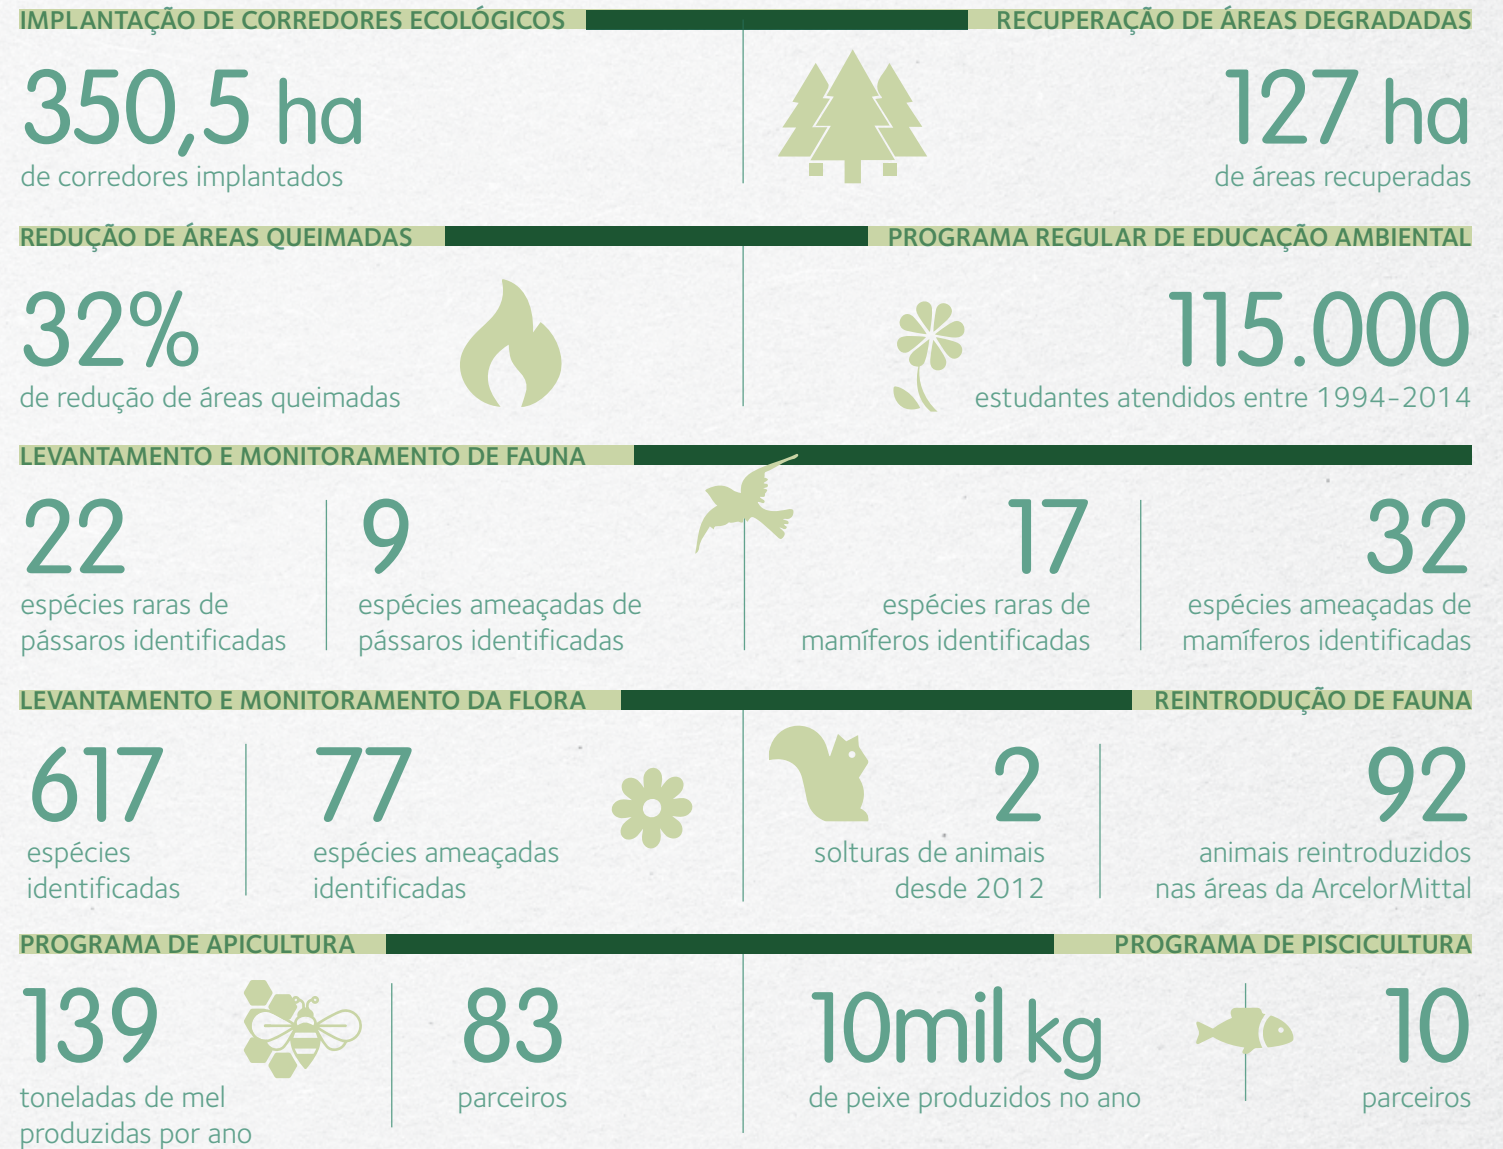 IMPLANTAÇÃO DE CORREDORES ECOLÓGICOS
350,5 ha
de corredores implantados
RECUPERAÇÃO DE ÁREAS DEGRADADAS
127 ha
de áreas recuperadas
REDUÇÃO DE ÁREAS QUEIMADAS
32%
de redução de áreas queimadas
PROGRAMA REGULAR DE EDUCAÇÃO AMBIENTAL
115.000
estudantes atendidos entre 1994-2014
LEVANTAMENTO E MONITORAMENTO DE FAUNA
22
espécies raras de
pássaros identificadas
9
espécies ameaçadas de
pássaros identificadas
17
espécies raras de
mamíferos identificadas
32
espécies ameaçadas de
mamíferos identificadas
LEVANTAMENTO E MONITORAMENTO DA FLORA
617
espécies
identificadas
77
espécies ameaçadas
identificadas
REINTRODUÇÃO DE FAUNA
2
solturas de animais
desde 2012
92
animais reintroduzidos
nas áreas da ArcelorMittal
PROGRAMA DE APICULTURA
139
toneladas de mel
produzidas por ano
83
parceiros
PROGRAMA DE PISCICULTURA
10mil kg
de peixe produzidos no ano
10
parceiros